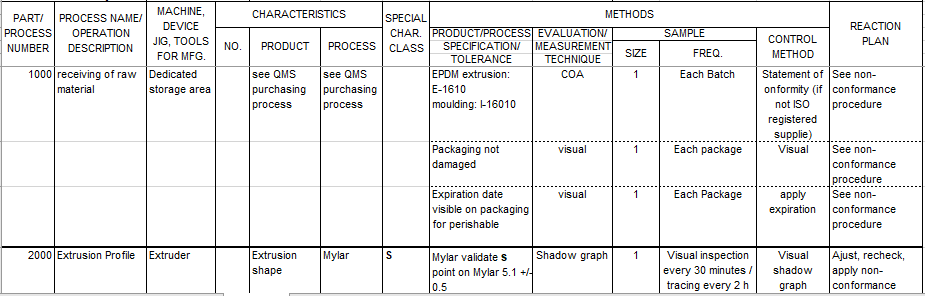 PART/ PROCESS NUMBER
PROCESS NAME/ OPERATION DESCRIPTION
MACHINE, DEVICE JIG, TOOLS FOR MFG.
CHARACTERISTICS
NO.
PRODUCT
PROCESS
SPECIAL CHAR. CLASS
METHODS
PRODUCT/PROCESS SPECIFICATION/ TOLERANCE
EVALUATION/ MEASUREMENT TECHNIQUE
SAMPLE
SIZE
FREQ.
CONTROL METHOD
REACTION PLAN
1000
receiving of raw material
Dedicated storage area
see QMS purchasing process
see QMS purchasing process
EPDM extrusion: E-1610 moulding: I-16010
COA
1
Each Batch
Statement of onformity (if not ISO registered supplie)
See non-conformance procedure
Packaging not damaged
visual
1
Each package
Visual
See non-conformance procedure
Expiration date visible on packaging for perishable
visual
1
Each Package
apply expiration
See non-conformance procedure
2000
Extrusion Profile
Extruder
Extrusion shape
Mylar
S
Mylar validate s point on Mylar 5.1 +/- 0.5
Shadow graph
1
Visual inspection every 30 minutes / tracing every 2 h
Visual shadow graph
Ajust, recheck, apply non-conformance